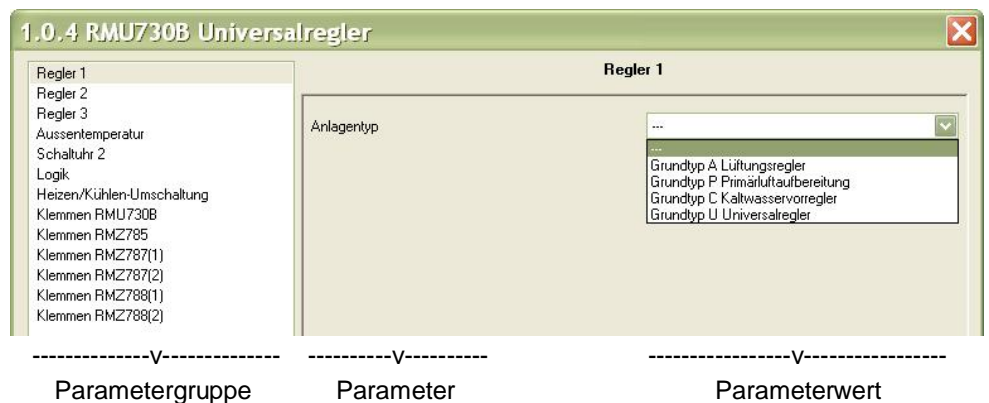 1.0.4 RMU730B Universalregler
Regler 1
Regler 2
Regler 3
Aussentemperatur
Schaltuhr 2
Logik
Heizen/Kühlen-Umschaltung
Klemmen RMU730B
Klemmen RMZ785
Klemmen RMZ787(1)
Klemmen RMZ787(2)
Klemmen RMZ788(1)
Klemmen RMZ788(2)
Regler 1
Anlagentyp
---
---
Grundtyp A Lüftungsregler
Grundtyp P Primärluftaufbereitung
Grundtyp C Kaltwasservorregler
Grundtyp U Universalregler
--------------v-------------- ----------v---------- -----------------v-----------------
Parametergruppe Parameter Parameterwert